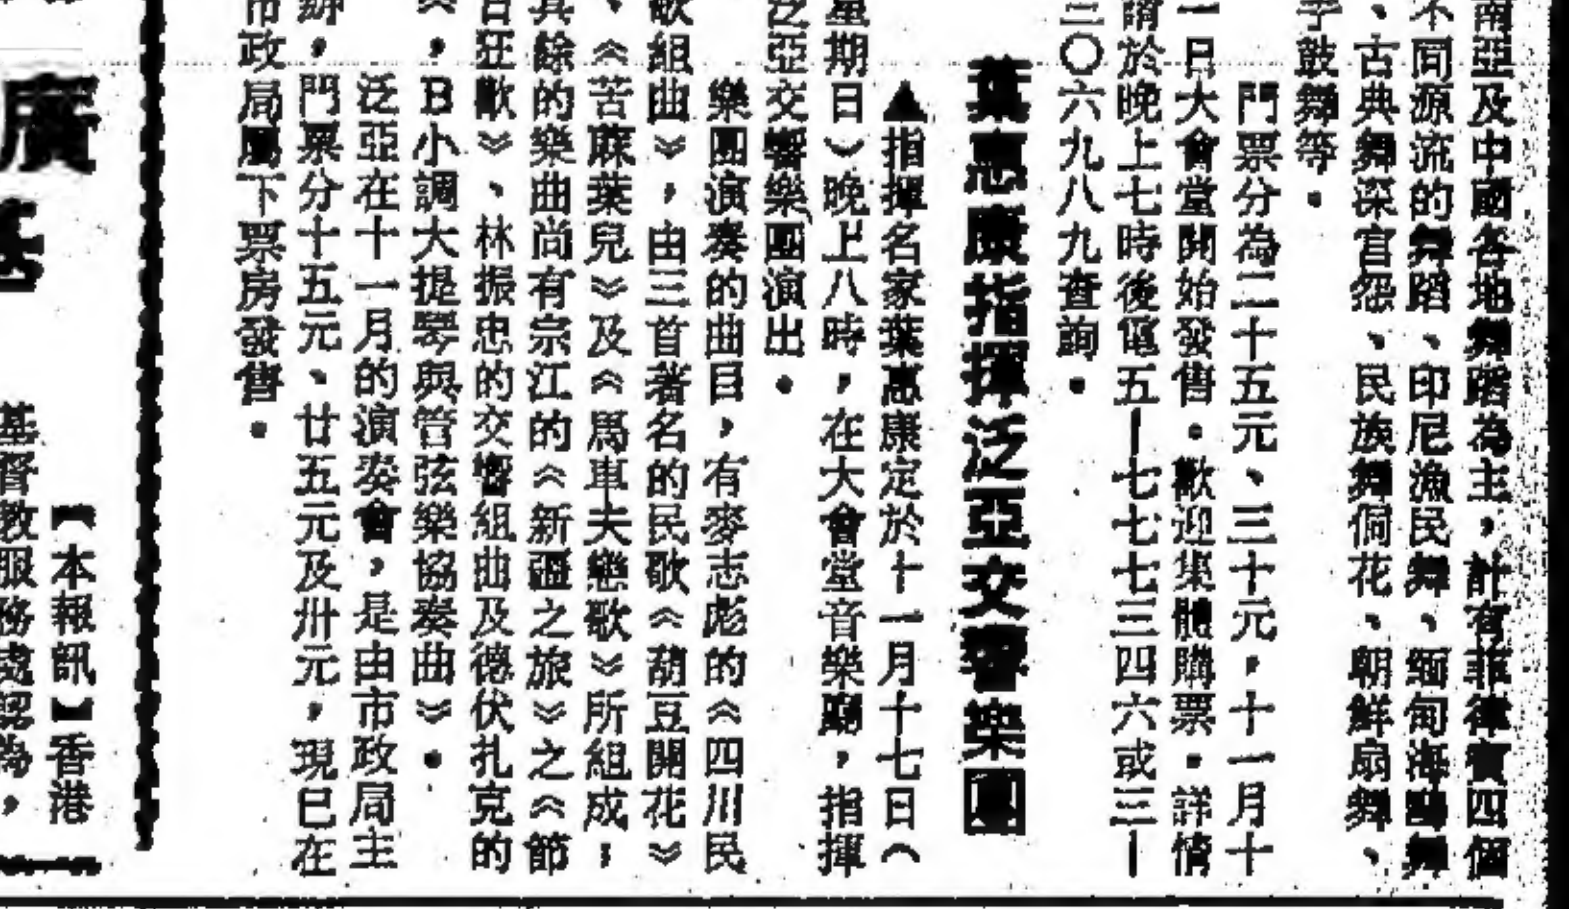 南亞及中國各地舞蹈為主，計有菲律賓四個
不同源流的舞蹈、印尼漁民舞、緬甸海鷗舞
、古典舞深宮怨、民族舞侗花、朝鮮扇舞、
手鼓舞等。
門票分為二十五元、三十元，十一月十
一日大會堂開始發售。歡迎集體購票。詳情
請於晚上七時後電五—七七七三四六或三—
三〇六九八九查詢。
葉惠康指揮泛亞交響樂團
▲指揮名家葉惠康定於十一月十七日（
星期日）晚上八時，在大會堂音樂廳，指揮
泛亞交響樂團演出。
樂團演奏的曲目，有麥志彪的《四川民
歌組曲》，由三首著名的民歌《葫豆開花》
、《苦麻葉兒》及《馬車夫戀歌》所組成，
其餘的樂曲尚有宗江的《新疆之旅》之《節
日狂歡》、林振忠的交響組曲及德伏扎克的
《，B小調大提琴與管弦樂協奏曲》。
泛亞在十一月的演奏會，是由市政局主
辦，門票分十五元、廿五元及卅元，現已在
市政局屬下票房發售。
廣
基
【本報訊】香港
基督教服務處認為，